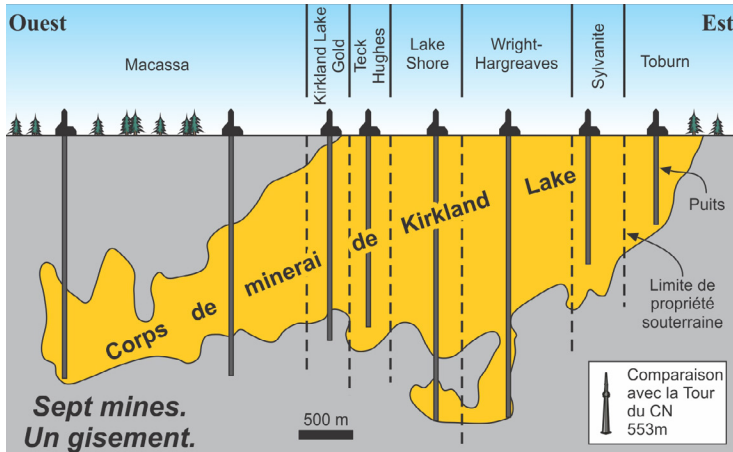 Ouest
Est
Macassa
Kirkland Lake
Gold
Teck
Hughes
Lake
Shore
Wright-
Hargreaves
Sylvanite
Toburn
Corps de minerai de Kirkland Lake
Puits
Limite de
propriété
souterraine
Sept mines.
Un gisement.
500 m
Comparaison
avec la Tour
du CN
553m